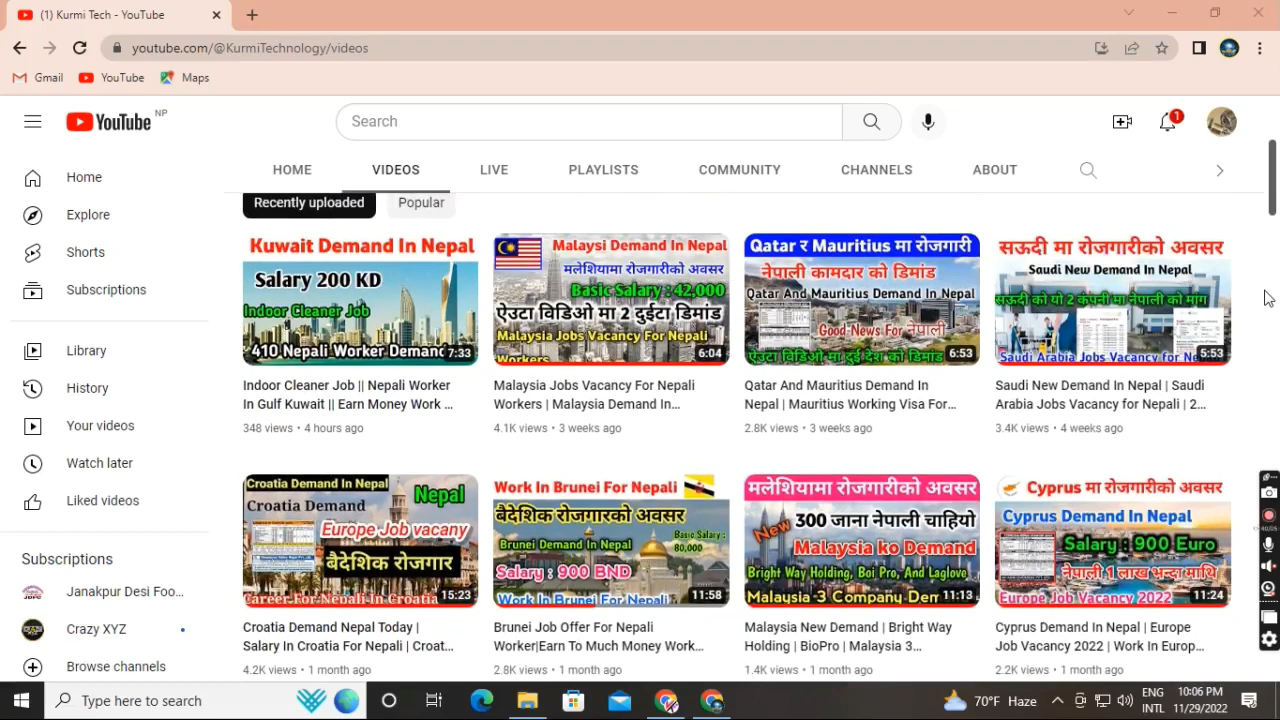 (1) Kurmi Tech - YouTube
youtube.com/@KurmiTechnology/videos
Gmail YouTube Maps
YouTube NP
Search
1
HOME VIDEOS LIVE PLAYLISTS COMMUNITY CHANNELS ABOUT
Recently uploaded Popular
Home
Explore
Shorts
Subscriptions
Library
History
Your videos
Watch later
Liked videos
Subscriptions
Janakpur Desi Foo...
Crazy XYZ
Browse channels
Kuwait Demand In Nepal
Salary 200 KD
Indoor Cleaner Job
410 Nepali Worker Demand
7:33
Indoor Cleaner Job || Nepali Worker
In Gulf Kuwait || Earn Money Work ...
348 views • 4 hours ago
Malaysi Demand In Nepal
मलेशियामा रोजगारीको अवसर
Basic Salary : 42,000
ऐउटा विडिओ मा 2 दुईटा डिमांड
Malaysia Jobs Vacancy For Nepali
Workers
6:04
Malaysia Jobs Vacancy For Nepali
Workers | Malaysia Demand In...
4.1K views • 3 weeks ago
Qatar र Mauritius मा रोजगारी
नेपाली कामदार को डिमांड
Qatar And Mauritius Demand In Nepal
Good News For नेपाली
ऐउटा विडिओ मा दुई देश को डिमांड
6:53
Qatar And Mauritius Demand In
Nepal | Mauritius Working Visa For...
2.8K views • 3 weeks ago
सऊदी मा रोजगारीको अवसर
Saudi New Demand In Nepal
सऊदी को यो 2 कंपनी मा नेपाली को मांग
Saudi Arabia Jobs Vacancy for Ne
5:53
Saudi New Demand In Nepal | Saudi
Arabia Jobs Vacancy for Nepali | 2...
3.4K views • 4 weeks ago
Croatia Demand In Nepal
Croatia Demand
Nepal
Europe Job vacany
बैदेशिक रोजगार
Career For Nepali In Croatia
15:23
Croatia Demand Nepal Today |
Salary In Croatia For Nepali | Croat...
4.2K views • 1 month ago
Work In Brunei For Nepali
बैदेशिक रोजगारको अवसर
Brunei Demand In Nepal
Basic Salary :
80,000
Salary : 900 BND
Work In Brunei For Nepali
11:58
Brunei Job Offer For Nepali
Worker|Earn To Much Money Work...
2.8K views • 1 month ago
मलेशियामा रोजगारीको अवसर
New
300 जाना नेपाली चाहियो
Malaysia ko Demand
Bright Way Holding, Boi Pro, And Laglove
Malaysia 3 Company Dem
11:13
Malaysia New Demand | Bright Way
Holding | BioPro | Malaysia 3...
1.4K views • 1 month ago
Cyprus मा रोजगारीको अवसर
Cyprus Demand In Nepal
Salary : 900 Euro
नेपाली 1 लाख भन्दा माथि
Europe Job Vacancy 2022
11:24
Cyprus Demand In Nepal | Europe
Job Vacancy 2022 | Work In Europ...
2.2K views • 1 month ago
Type here to search
70°F Haze
ENG
INTL
10:06 PM
11/29/2022